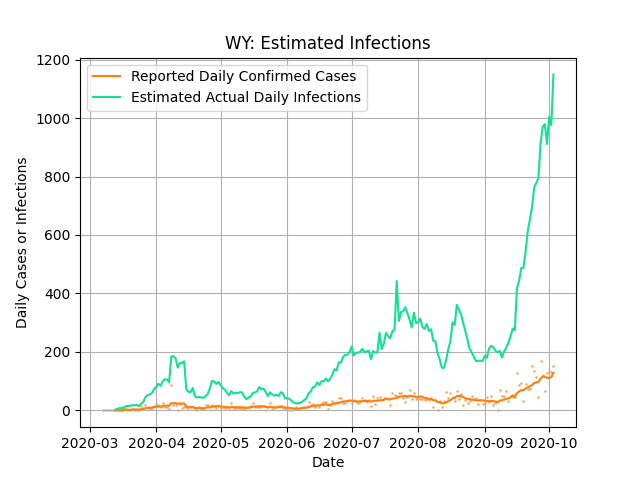 WY: Estimated Infections
Reported Daily Confirmed Cases
Estimated Actual Daily Infections
Daily Cases or Infections
1200
1000
800
600
400
200
0
2020-03 2020-04 2020-05 2020-06 2020-07 2020-08 2020-09 2020-10
Date